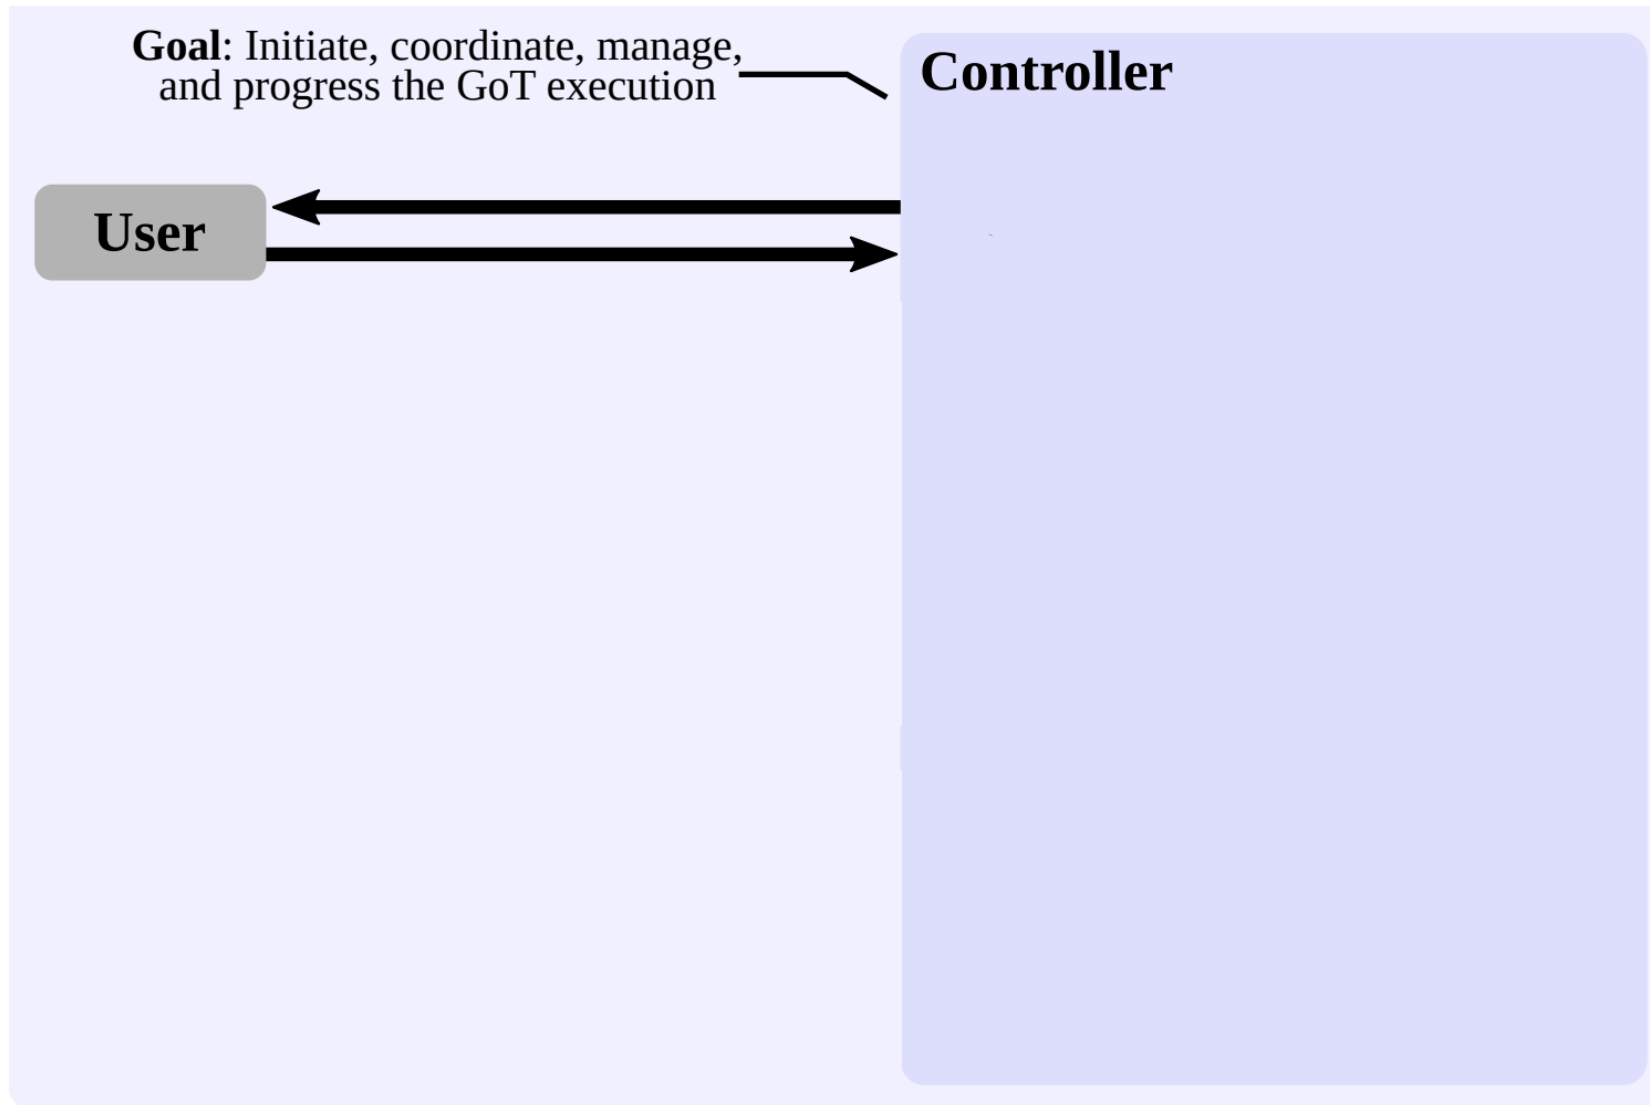 Goal: Initiate, coordinate, manage,
and progress the GoT execution
Controller
User